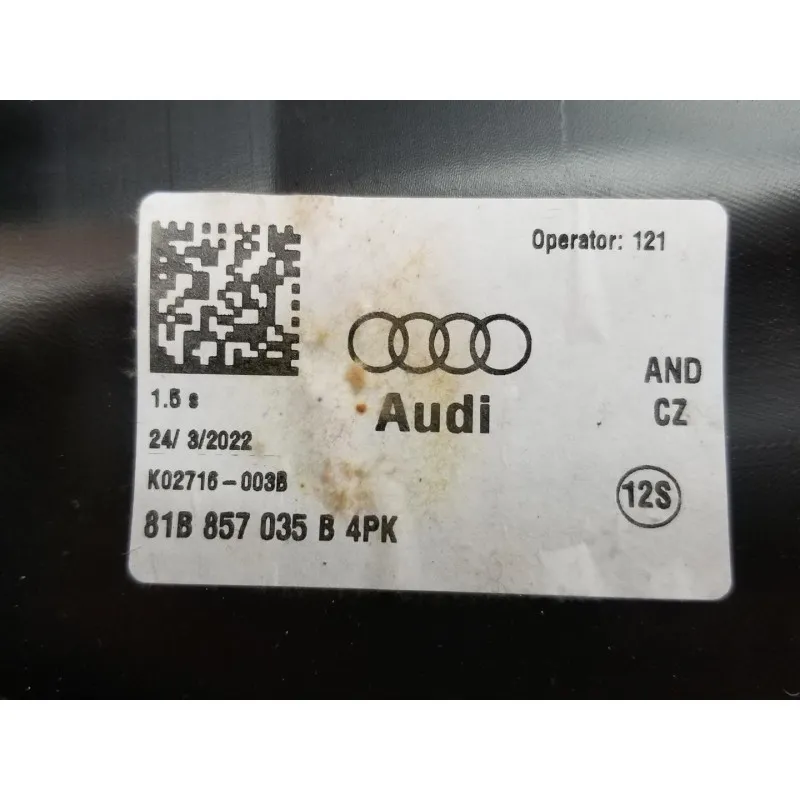 Operator: 121
Audi
AND
CZ
1.5 s
24/ 3/2022
K02716-003B
12S
81B 857 035 B 4PK